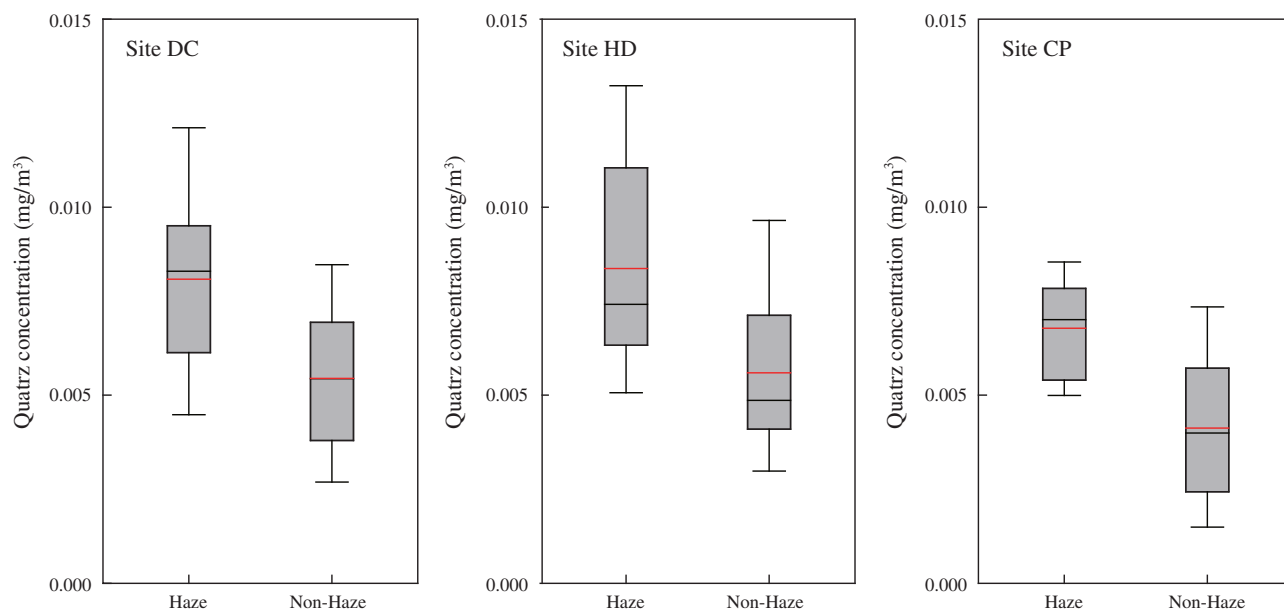 Site DC
Quatrz concentration (mg/m³)
0.015
0.010
0.005
0.000
Haze
Non-Haze
Site HD
Quatrz concentration (mg/m³)
0.015
0.010
0.005
0.000
Haze
Non-Haze
Site CP
Quatrz concentration (mg/m³)
0.015
0.010
0.005
0.000
Haze
Non-Haze